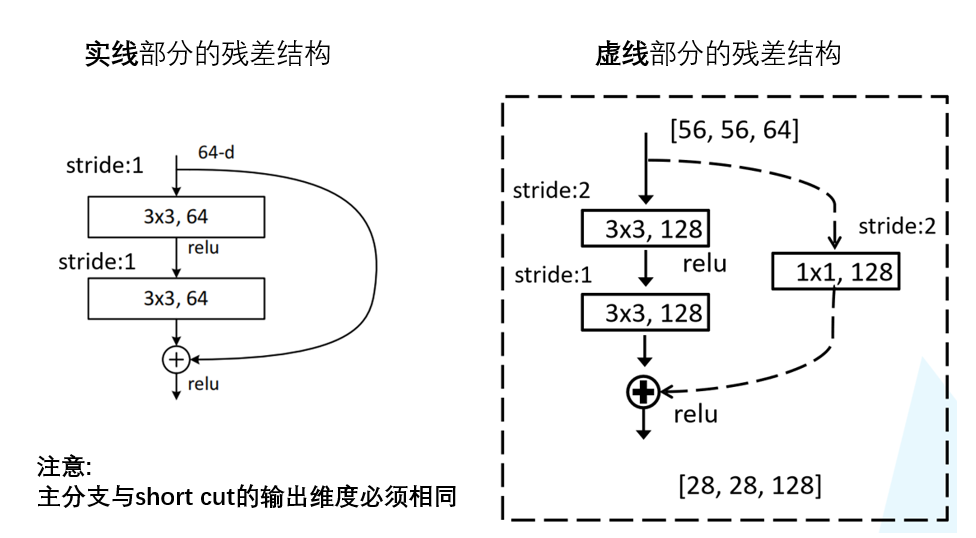 实线部分的残差结构
64-d
stride:1
3x3, 64
relu
stride:1
3x3, 64
relu
注意:
主分支与short cut的输出维度必须相同
虚线部分的残差结构
[56, 56, 64]
stride:2
3x3, 128
relu
stride:2
1x1, 128
stride:1
3x3, 128
relu
[28, 28, 128]